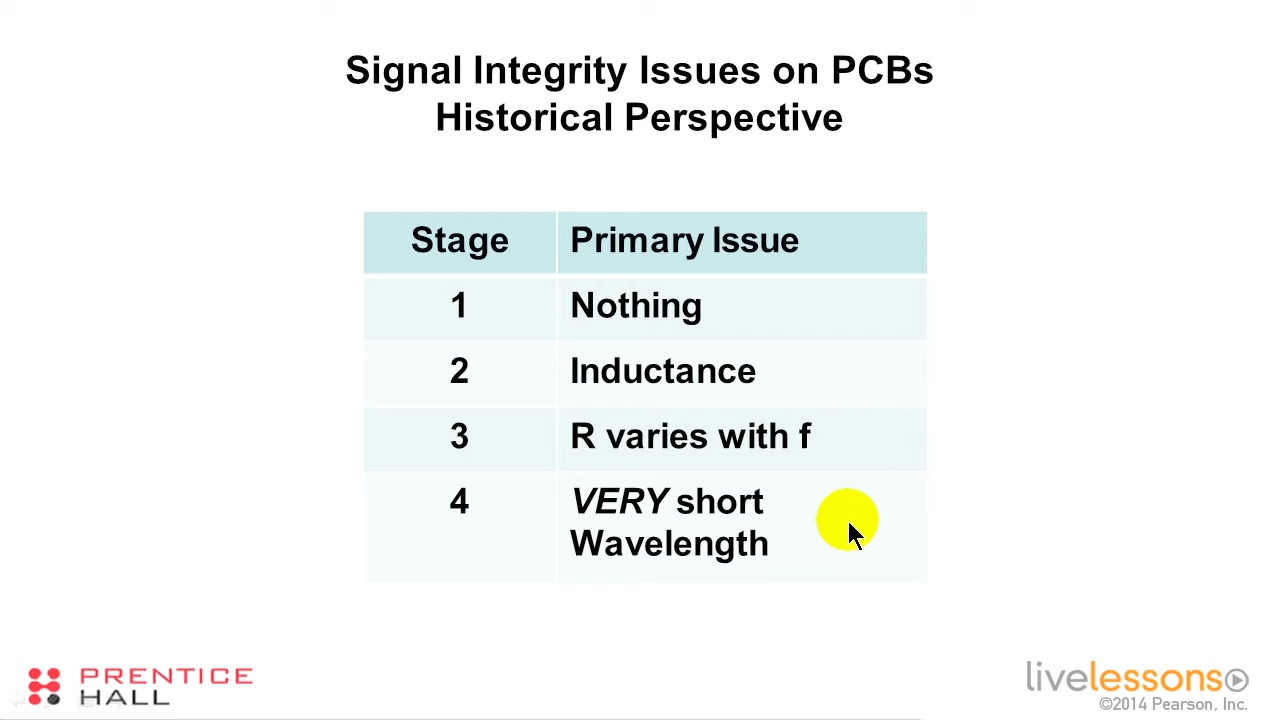 Signal Integrity Issues on PCBs
Historical Perspective
Stage Primary Issue
1 Nothing
2 Inductance
3 R varies with f
4 VERY short
Wavelength
PRENTICE
HALL
livelessons
©2014 Pearson, Inc.